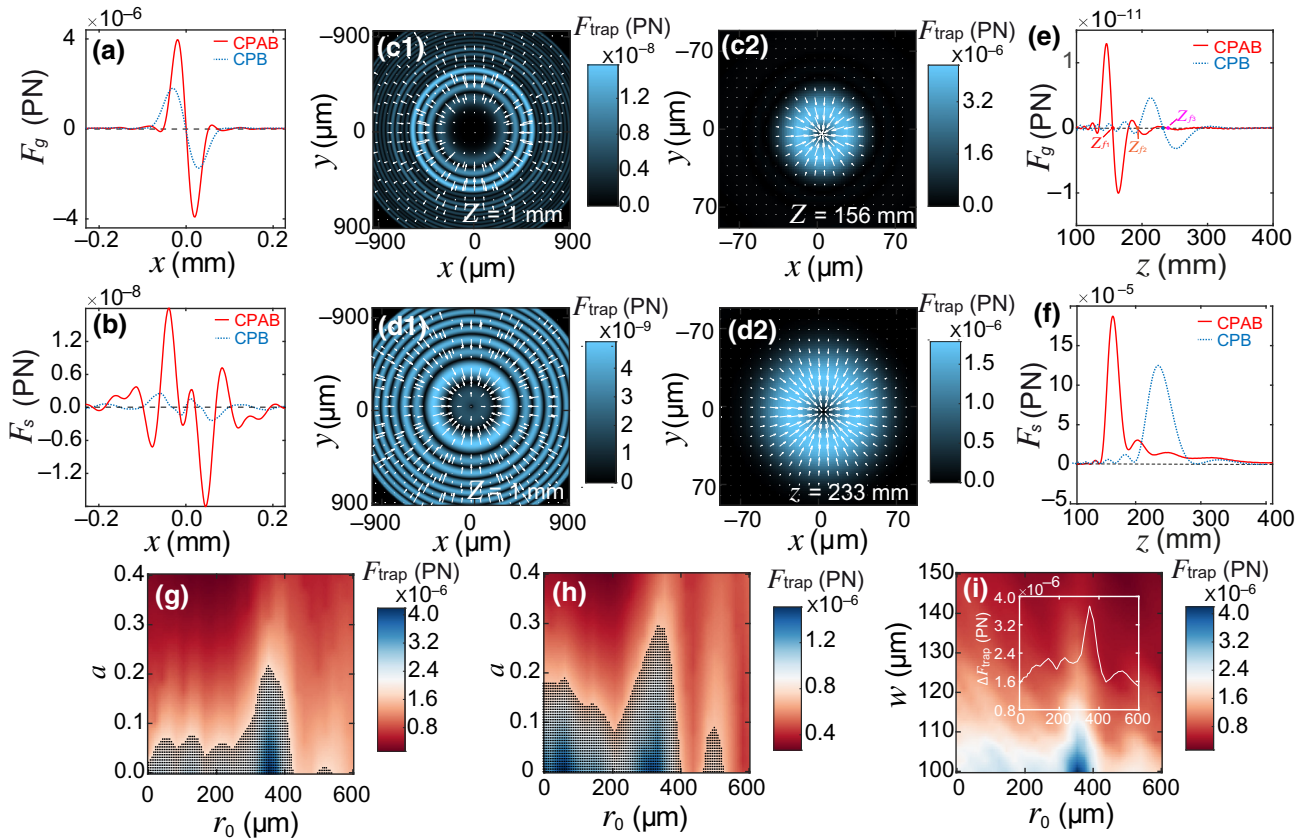 ×10⁻⁶
(a)
CPAB
CPB
F_g (PN)
4
0
−4
−0.2
0.0
0.2
x (mm)
(c1)
F_trap (PN)
×10⁻⁸
1.2
0.8
0.4
0.0
−900
0
900
y (µm)
Z = 1 mm
−900
0
900
x (µm)
(c2)
F_trap (PN)
×10⁻⁶
3.2
1.6
0.0
−70
0
70
y (µm)
Z = 156 mm
−70
0
70
x (µm)
(e)
×10⁻¹¹
CPAB
CPB
F_g (PN)
1
0
−1
Z_f1
Z_f2
Z_f3
100
200
300
400
z (mm)
×10⁻⁸
(b)
CPAB
CPB
F_s (PN)
1.2
0.6
0.0
−0.6
−1.2
−0.2
0.0
0.2
x (mm)
(d1)
F_trap (PN)
×10⁻⁹
4
3
2
1
0
−900
0
900
y (µm)
Z = 1 mm
−900
0
900
x (µm)
(d2)
F_trap (PN)
×10⁻⁶
1.5
1.0
0.5
0.0
−70
0
70
y (µm)
z = 233 mm
−70
0
70
x (µm)
(f)
×10⁻⁵
CPAB
CPB
F_s (PN)
15
10
5
0
−5
100
200
300
400
z (mm)
(g)
F_trap (PN)
×10⁻⁶
4.0
3.2
2.4
1.6
0.8
a
0.4
0.3
0.2
0.1
0.0
0
200
400
600
r₀ (µm)
(h)
F_trap (PN)
×10⁻⁶
1.2
0.8
0.4
a
0.4
0.3
0.2
0.1
0
0
200
400
600
r₀ (µm)
(i)
F_trap (PN)
×10⁻⁶
4.0
3.2
2.4
1.6
0.8
w (µm)
150
140
130
120
110
100
×10⁻⁶
ΔF_trap (PN)
4.0
2.4
0.8
0
200
400
600
0
200
400
600
r₀ (µm)